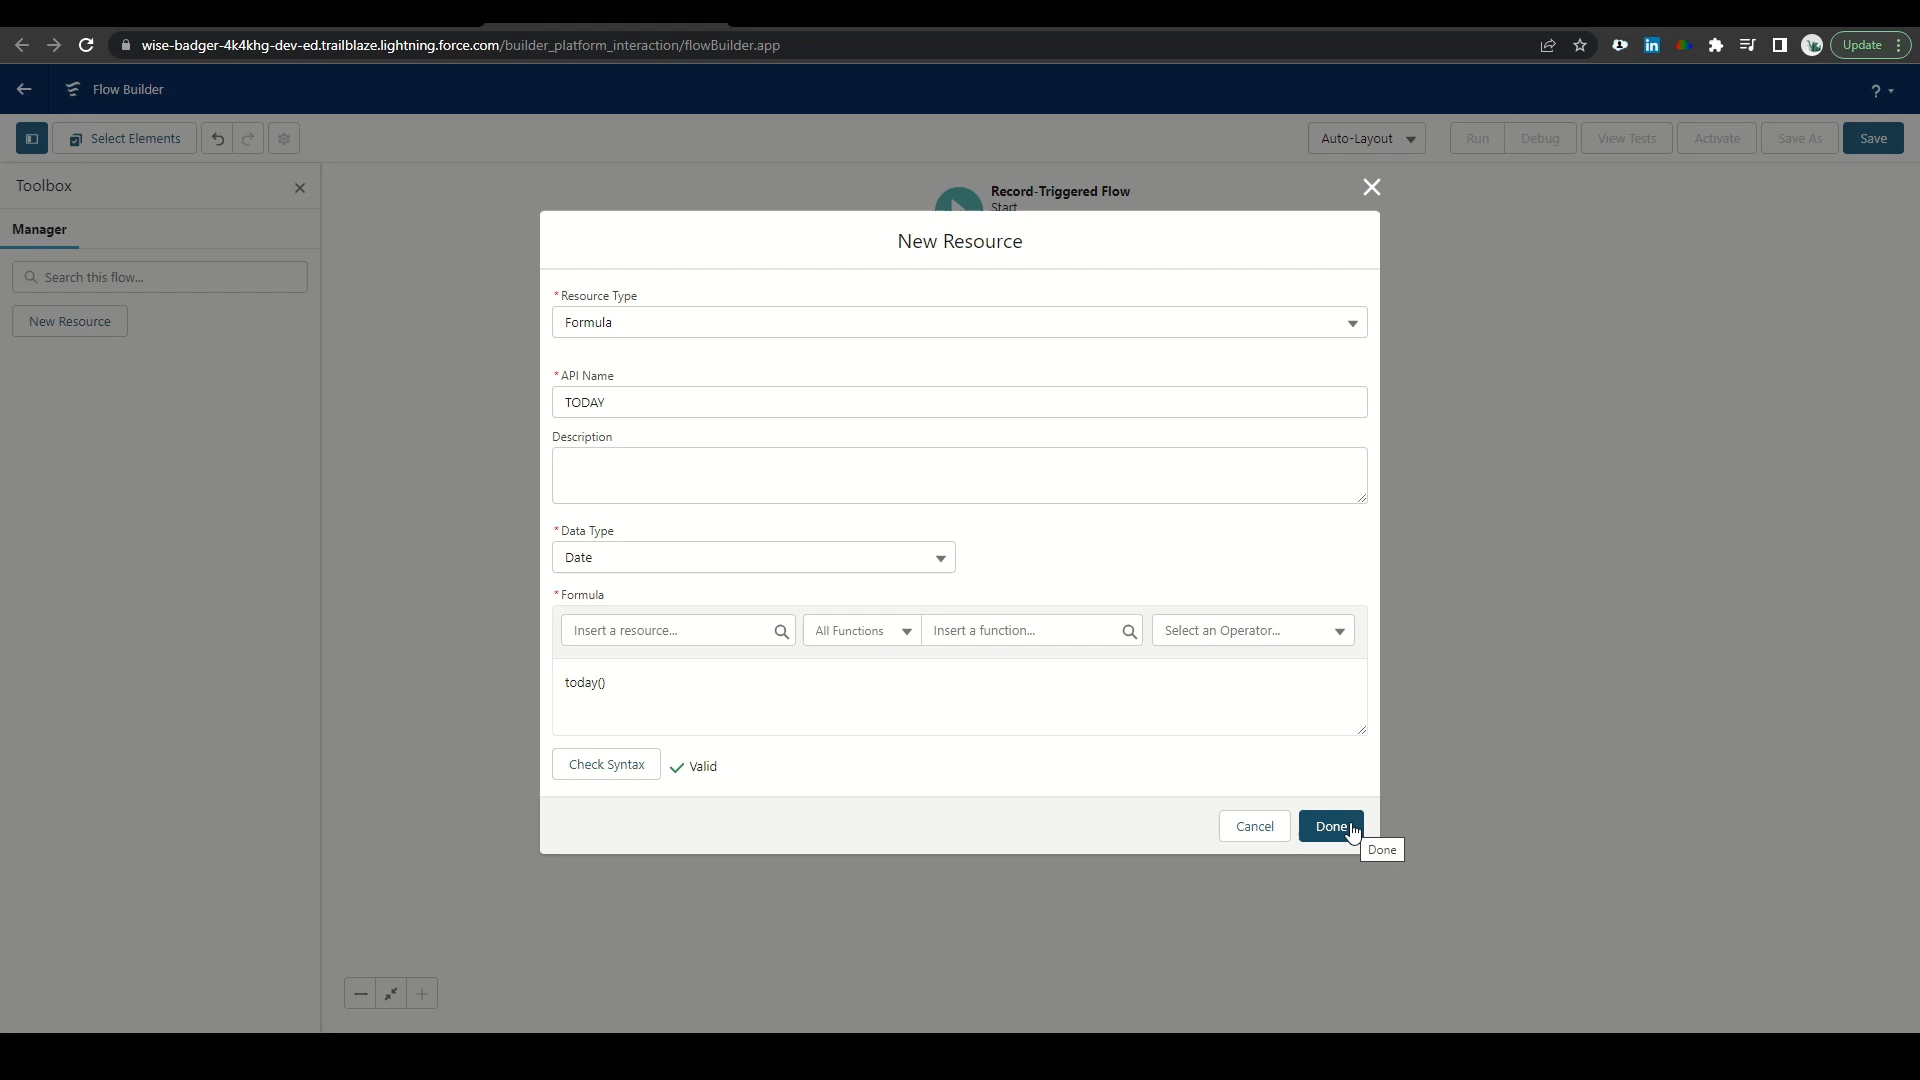 wise-badger-4k4khg-dev-ed.trailblaze.lightning.force.com/builder_platform_interaction/flowBuilder.app
Update
Flow Builder
?
Select Elements
Auto-Layout
Run
Debug
View Tests
Activate
Save As
Save
Toolbox
Manager
Search this flow...
New Resource
Record-Triggered Flow
Start
New Resource
* Resource Type
Formula
* API Name
TODAY
Description
* Data Type
Date
* Formula
Insert a resource...
All Functions
Insert a function...
Select an Operator...
today()
Check Syntax
Valid
Cancel
Done
Done